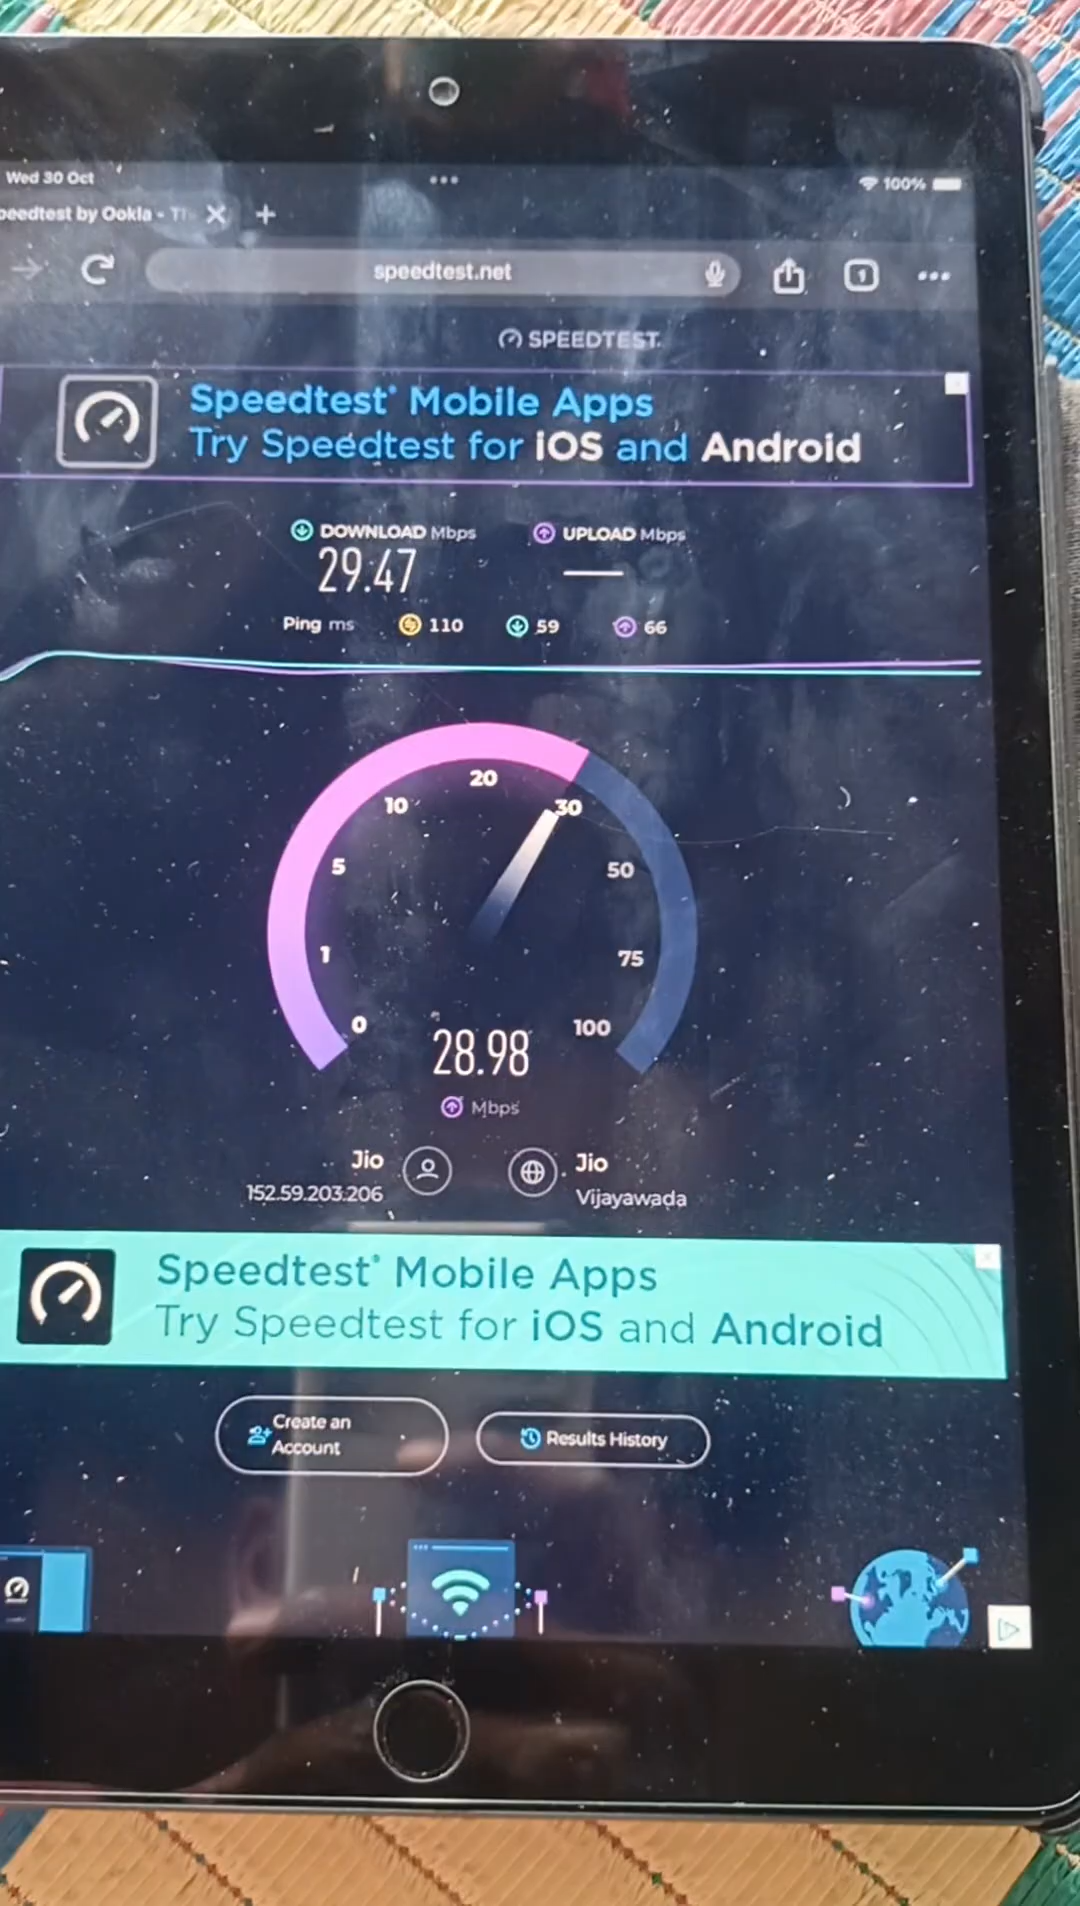 Wed 30 Oct
100%
peedtest by Ookla -
speedtest.net
1
SPEEDTEST
Speedtest® Mobile Apps
Try Speedtest for iOS and Android
DOWNLOAD Mbps
UPLOAD Mbps
29.47
Ping ms 110 59 66
20
10
30
5
50
1
75
0
100
28.98
Mbps
Jio
152.59.203.206
Jio
Vijayawada
Speedtest® Mobile Apps
Try Speedtest for iOS and Android
Create an
Account
Results History